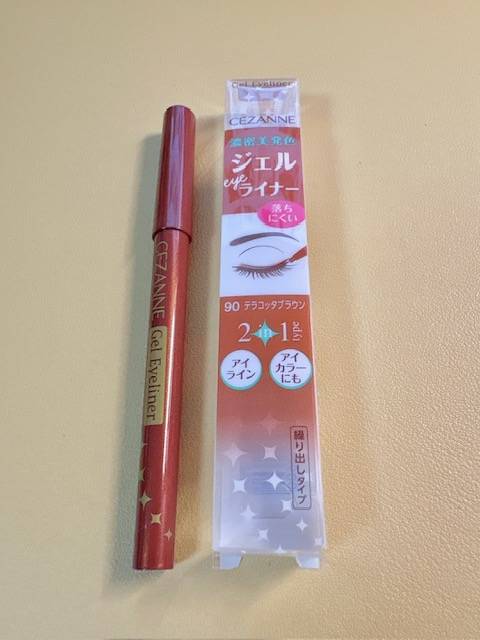 CEZANNE Gel Eyeliner
Gel Eyeliner
CEZANNE
濃密美発色
ジェル
eye
ライナー
落ち
にくい
90 テラコッタブラウン
2 in 1 type
アイ
ライン
アイ
カラー
にも
繰り出しタイプ